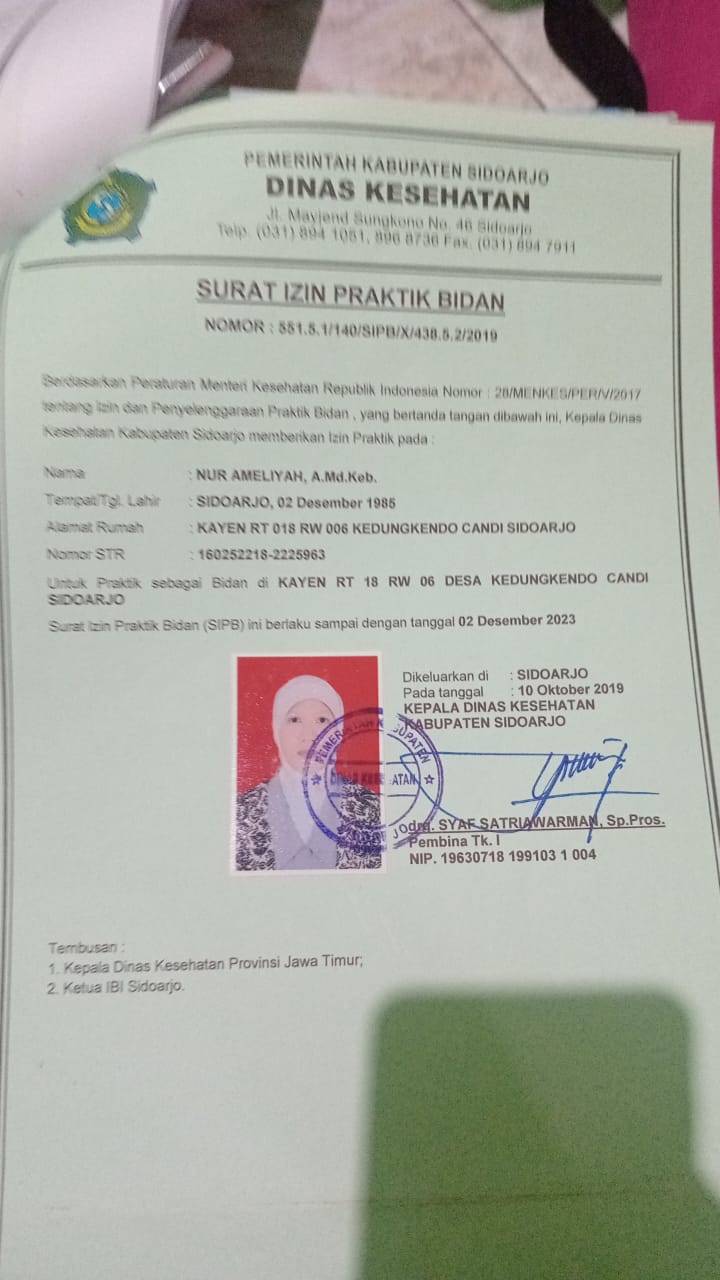 PEMERINTAH KABUPATEN SIDOARJO
DINAS KESEHATAN
Jl. Mayjend Sungkono No. 46 Sidoarjo
Telp. (031) 894 1051, 896 8736 Fax. (031) 894 7911
SURAT IZIN PRAKTIK BIDAN
NOMOR : 551.5.1/140/SIPB/X/438.5.2/2019
Berdasarkan Peraturan Menteri Kesehatan Republik Indonesia Nomor : 28/MENKES/PER/V/2017
tentang Izin dan Penyelenggaraan Praktik Bidan , yang bertanda tangan dibawah ini, Kepala Dinas
Kesehatan Kabupaten Sidoarjo memberikan Izin Praktik pada :
Nama : NUR AMELIYAH, A.Md.Keb.
Tempat/Tgl. Lahir : SIDOARJO, 02 Desember 1985
Alamat Rumah : KAYEN RT 018 RW 006 KEDUNGKENDO CANDI SIDOARJO
Nomor STR : 160252218-2225963
Untuk Praktik sebagai Bidan di KAYEN RT 18 RW 06 DESA KEDUNGKENDO CANDI
SIDOARJO
Surat Izin Praktik Bidan (SIPB) ini berlaku sampai dengan tanggal 02 Desember 2023
Dikeluarkan di : SIDOARJO
Pada tanggal : 10 Oktober 2019
KEPALA DINAS KESEHATAN
KABUPATEN SIDOARJO
PEMERINTAH KABUPATEN
drg. SYAF SATRIAWARMAN, Sp.Pros.
Pembina Tk. I
NIP. 19630718 199103 1 004
Tembusan :
1. Kepala Dinas Kesehatan Provinsi Jawa Timur;
2. Ketua IBI Sidoarjo.